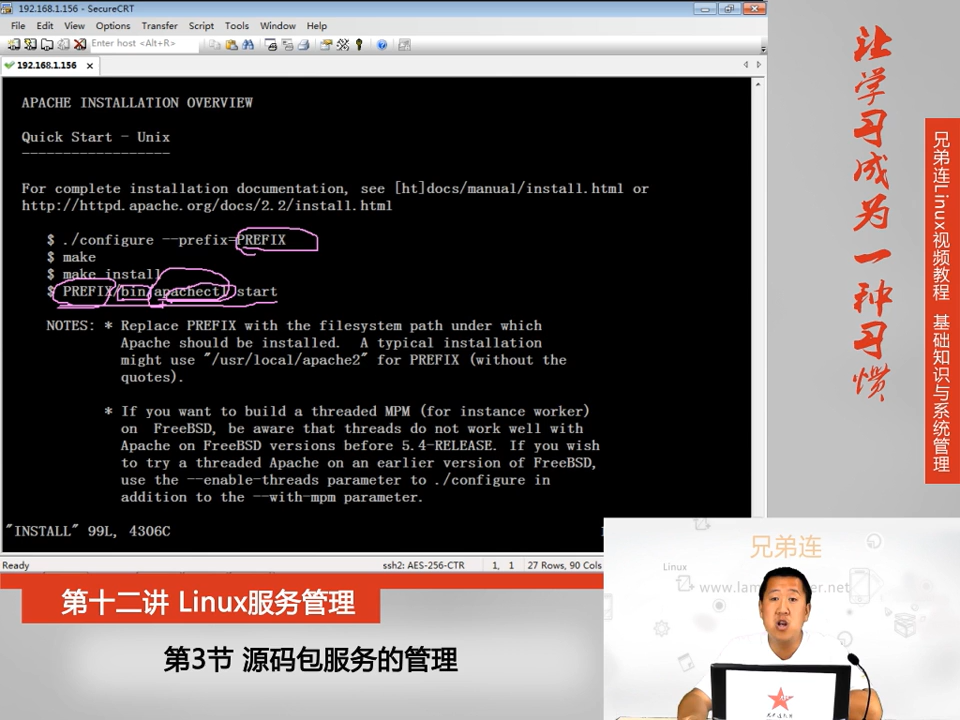 192.168.1.156 - SecureCRT
File Edit View Options Transfer Script Tools Window Help
Enter host <Alt+R>
192.168.1.156
APACHE INSTALLATION OVERVIEW
Quick Start - Unix
------------------
For complete installation documentation, see [ht]docs/manual/install.html or
http://httpd.apache.org/docs/2.2/install.html
$ ./configure --prefix=PREFIX
$ make
$ make install
$ PREFIX/bin/apachectl start
NOTES: * Replace PREFIX with the filesystem path under which
Apache should be installed. A typical installation
might use "/usr/local/apache2" for PREFIX (without the
quotes).
* If you want to build a threaded MPM (for instance worker)
on FreeBSD, be aware that threads do not work well with
Apache on FreeBSD versions before 5.4-RELEASE. If you wish
to try a threaded Apache on an earlier version of FreeBSD,
use the --enable-threads parameter to ./configure in
addition to the --with-mpm parameter.
"INSTALL" 99L, 4306C
Ready ssh2: AES-256-CTR 1, 1 27 Rows, 90 Cols
让学习成为一种习惯
兄弟连Linux视频教程 基础知识与系统管理
第十二讲 Linux服务管理
第3节 源码包服务的管理
兄弟连
Linux